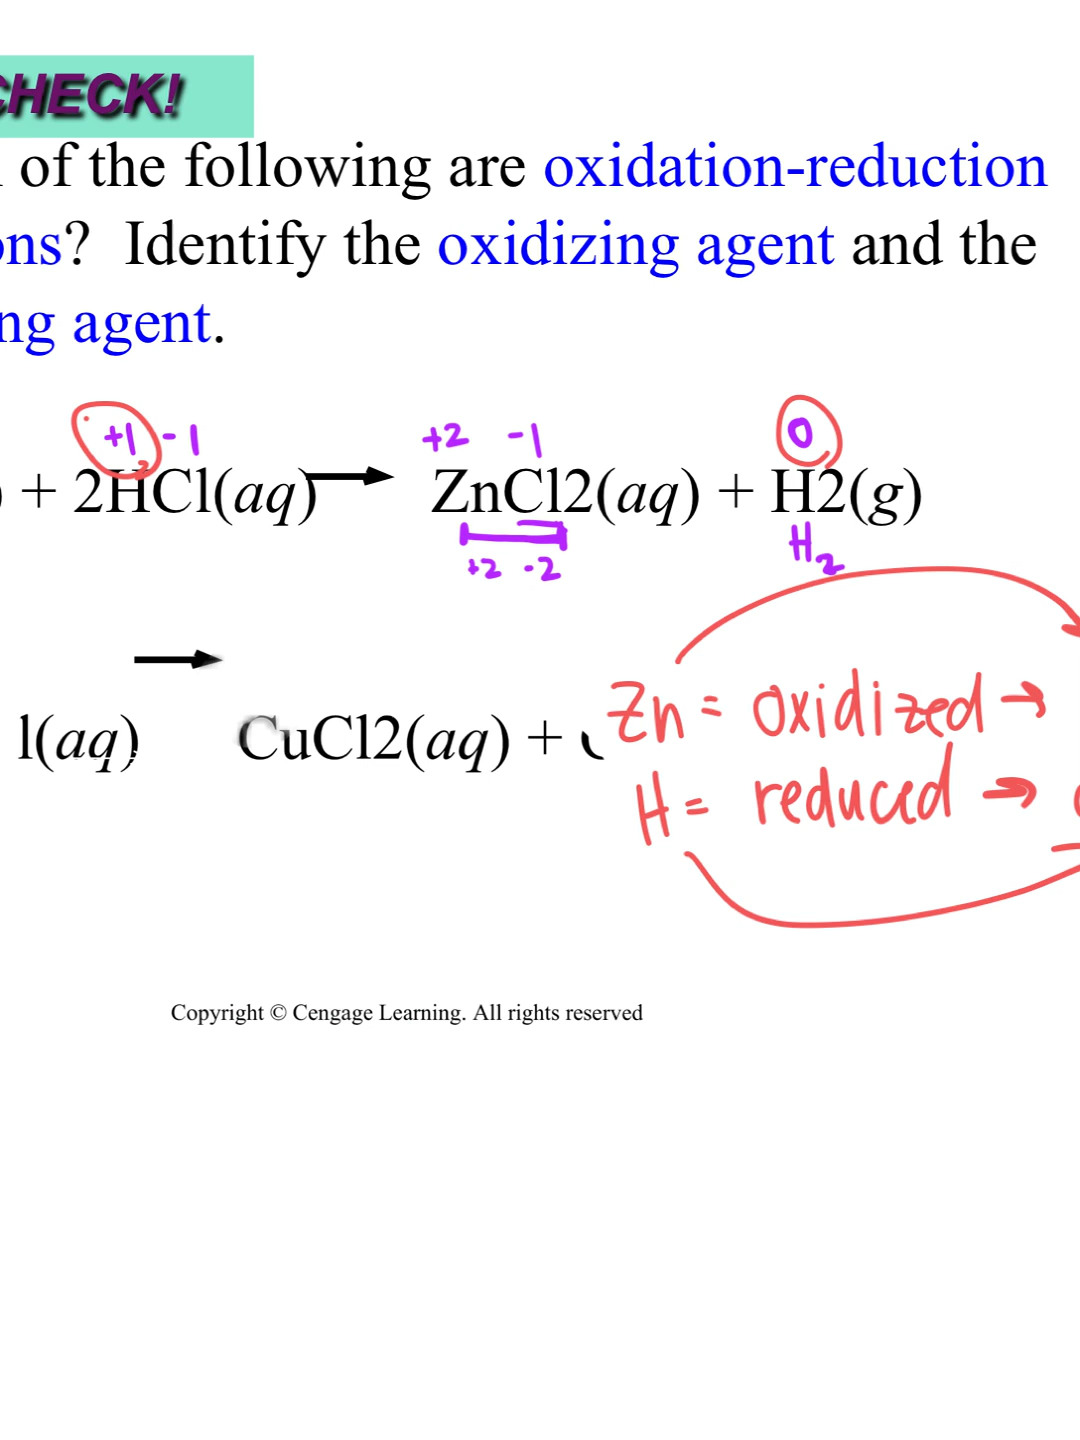 CHECK!
of the following are oxidation-reduction
ons? Identify the oxidizing agent and the
ng agent.
+1 -1 +2 -1 0
) + 2HCl(aq) → ZnCl2(aq) + H2(g)
+2 -2 H2
→
l(aq) CuCl2(aq) +
Zn = oxidized →
H = reduced →
Copyright © Cengage Learning. All rights reserved